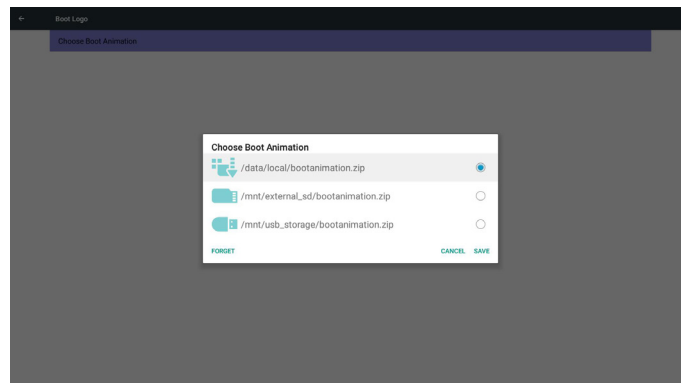 Boot Logo
Choose Boot Animation
Choose Boot Animation
/data/local/bootanimation.zip
/mnt/external_sd/bootanimation.zip
/mnt/usb_storage/bootanimation.zip
FORGET CANCEL SAVE